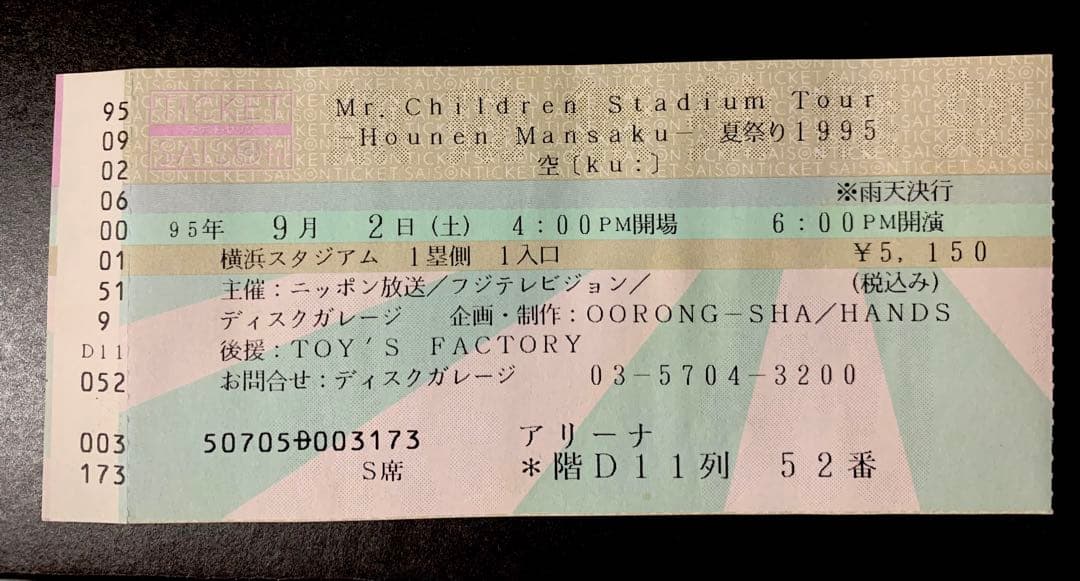 Mr. Children Stadium Tour
-Hounen Mansaku- 夏祭り1995
空〔ku:〕
※雨天決行
95年 9月 2日(土) 4:00PM開場 6:00PM開演
横浜スタジアム 1塁側 1入口 ¥5,150
主催:ニッポン放送/フジテレビジョン/ (税込み)
ディスクガレージ 企画・制作:OORONG-SHA/HANDS
後援:TOY'S FACTORY
お問合せ:ディスクガレージ 03-5704-3200
アリーナ
50705D003173
S席 *階D11列 52番
95
09
02
06
00
01
51
9
D11
052
003
173